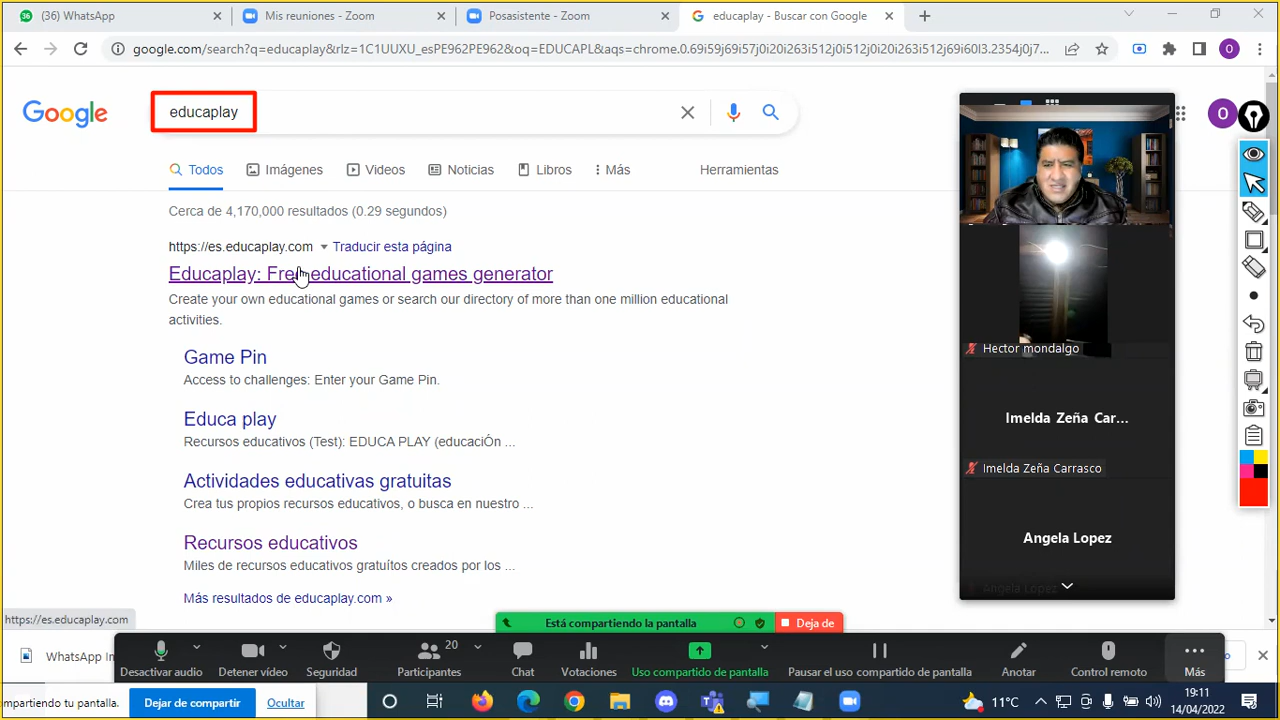 (36) WhatsApp
Mis reuniones - Zoom
Posasistente - Zoom
educaplay - Buscar con Google
google.com/search?q=educaplay&rlz=1C1UUXU_esPE962PE962&oq=EDUCAPL&aqs=chrome.0.69i59j69i57j0i20i263i512j0i512j0i20i263i512j69i60l3.2354j0j7...
O
Google
educaplay
O
Todos
Imágenes
Videos
Noticias
Libros
Más
Herramientas
Cerca de 4,170,000 resultados (0.29 segundos)
https://es.educaplay.com
Traducir esta página
Educaplay: Free educational games generator
Create your own educational games or search our directory of more than one million educational
activities.
Game Pin
Access to challenges: Enter your Game Pin.
Educa play
Recursos educativos (Test): EDUCA PLAY (educaciÓn ...
Actividades educativas gratuitas
Crea tus propios recursos educativos, o busca en nuestro ...
Recursos educativos
Miles de recursos educativos gratuítos creados por los ...
Más resultados de educaplay.com »
Hector mondalgo
Imelda Zeña Car...
Imelda Zeña Carrasco
Angela Lopez
Angela Lopez
https://es.educaplay.com
Está compartiendo la pantalla
Deja de
WhatsApp Im
Desactivar audio
Detener video
Seguridad
20
Participantes
Chat
Votaciones
Uso compartido de pantalla
Pausar el uso compartido de pantalla
Anotar
Control remoto
Más
mpartiendo tu pantalla.
Dejar de compartir
Ocultar
11°C
19:11
14/04/2022